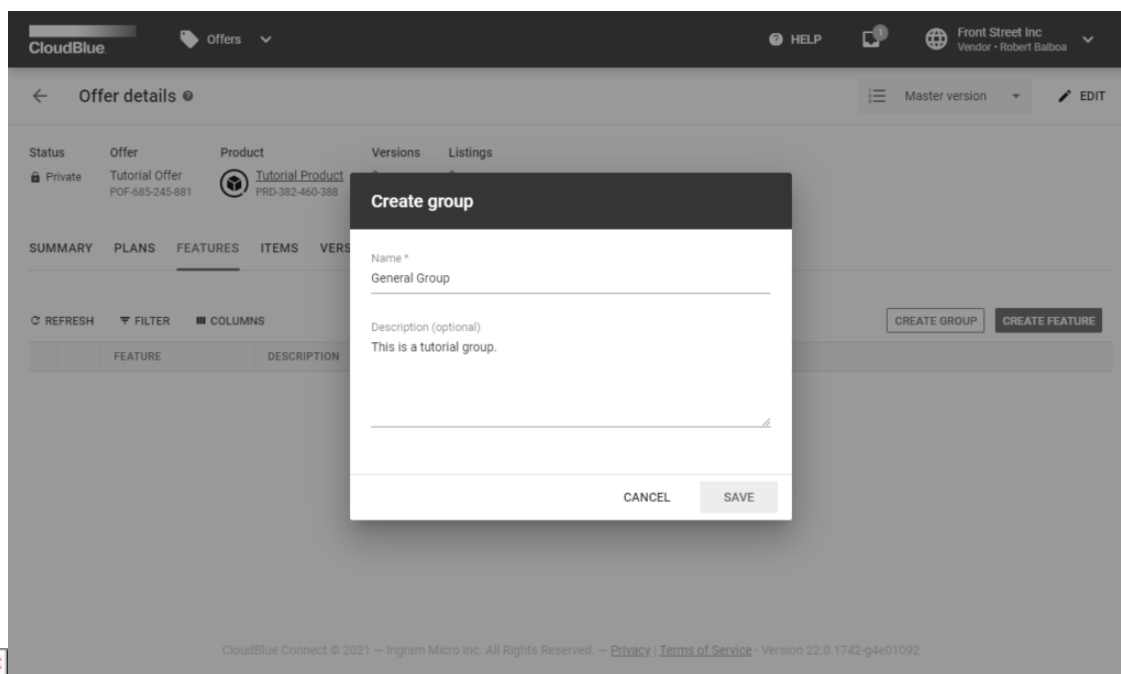 CloudBlue
Offers
HELP
1
Front Street Inc
Vendor • Robert Balboa
Offer details
Master version
EDIT
Status Offer Product Versions Listings
Private Tutorial Offer Tutorial Product
POF-685-245-881 PRD-382-460-388
Create group
SUMMARY PLANS FEATURES ITEMS VERS
Name *
General Group
REFRESH FILTER COLUMNS
CREATE GROUP CREATE FEATURE
Description (optional)
This is a tutorial group.
FEATURE DESCRIPTION
CANCEL SAVE
CloudBlue Connect © 2021 — Ingram Micro Inc. All Rights Reserved. — Privacy | Terms of Service - Version 22.0.1742-g4e01092